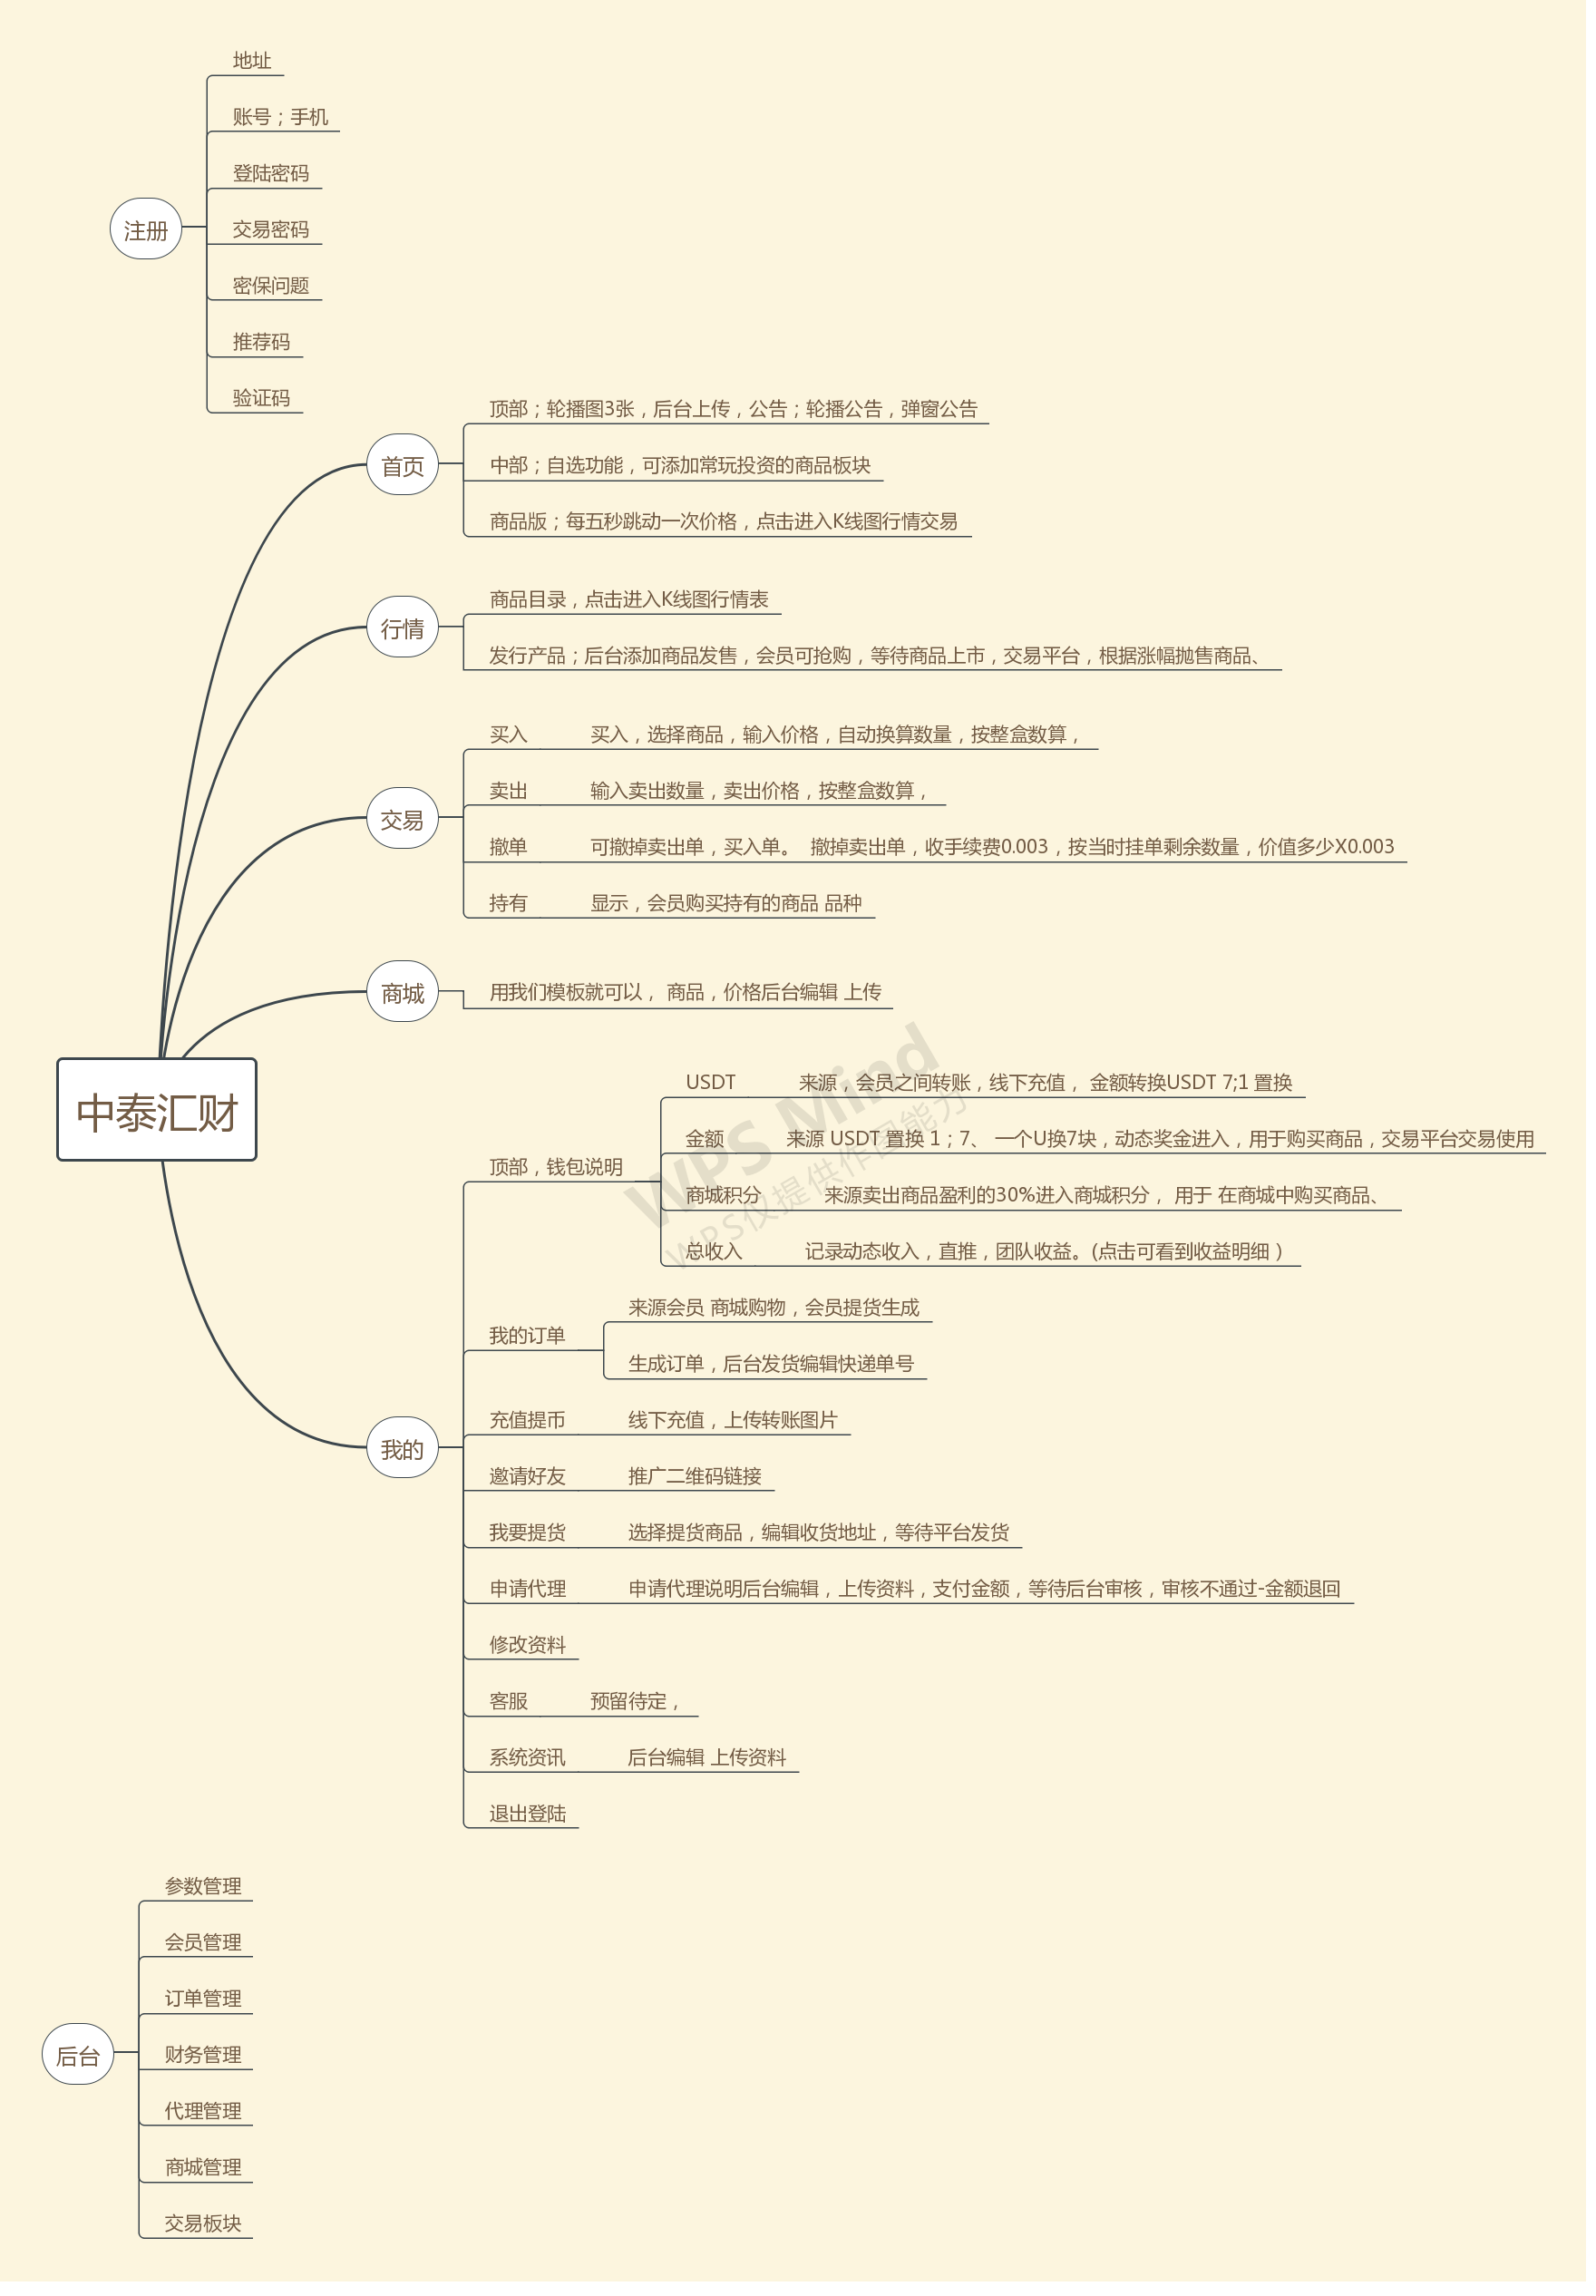 地址
账号；手机
登陆密码
交易密码
注册
密保问题
推荐码
验证码
首页
顶部；轮播图3张，后台上传，公告；轮播公告，弹窗公告
中部；自选功能，可添加常玩投资的商品板块
商品版；每五秒跳动一次价格，点击进入K线图行情交易
行情
商品目录，点击进入K线图行情表
发行产品；后台添加商品发售，会员可抢购，等待商品上市，交易平台，根据涨幅抛售商品、
交易
买入 买入，选择商品，输入价格，自动换算数量，按整盒数算，
卖出 输入卖出数量，卖出价格，按整盒数算，
撤单 可撤掉卖出单，买入单。 撤掉卖出单，收手续费0.003，按当时挂单剩余数量，价值多少X0.003
持有 显示，会员购买持有的商品 品种
商城
用我们模板就可以， 商品，价格后台编辑 上传
中泰汇财
我的
顶部，钱包说明
USDT 来源，会员之间转账，线下充值， 金额转换USDT 7;1 置换
金额 来源 USDT 置换 1；7、 一个U换7块，动态奖金进入，用于购买商品，交易平台交易使用
商城积分 来源卖出商品盈利的30%进入商城积分， 用于 在商城中购买商品、
总收入 记录动态收入，直推，团队收益。(点击可看到收益明细 )
我的订单
来源会员 商城购物，会员提货生成
生成订单，后台发货编辑快递单号
充值提币 线下充值，上传转账图片
邀请好友 推广二维码链接
我要提货 选择提货商品，编辑收货地址，等待平台发货
申请代理 申请代理说明后台编辑，上传资料，支付金额，等待后台审核，审核不通过-金额退回
修改资料
客服 预留待定，
系统资讯 后台编辑 上传资料
退出登陆
后台
参数管理
会员管理
订单管理
财务管理
代理管理
商城管理
交易板块
WPS Mind
WPS仅提供作图能力